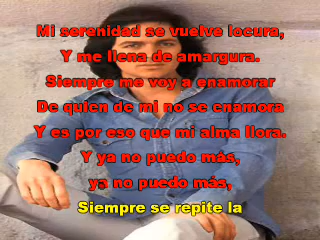 Mi serenidad se vuelve locura,
Y me llena de amargura.
Siempre me voy a enamorar
De quien de mi no se enamora
Y es por eso que mi alma llora.
Y ya no puedo más,
ya no puedo más,
Siempre se repite la